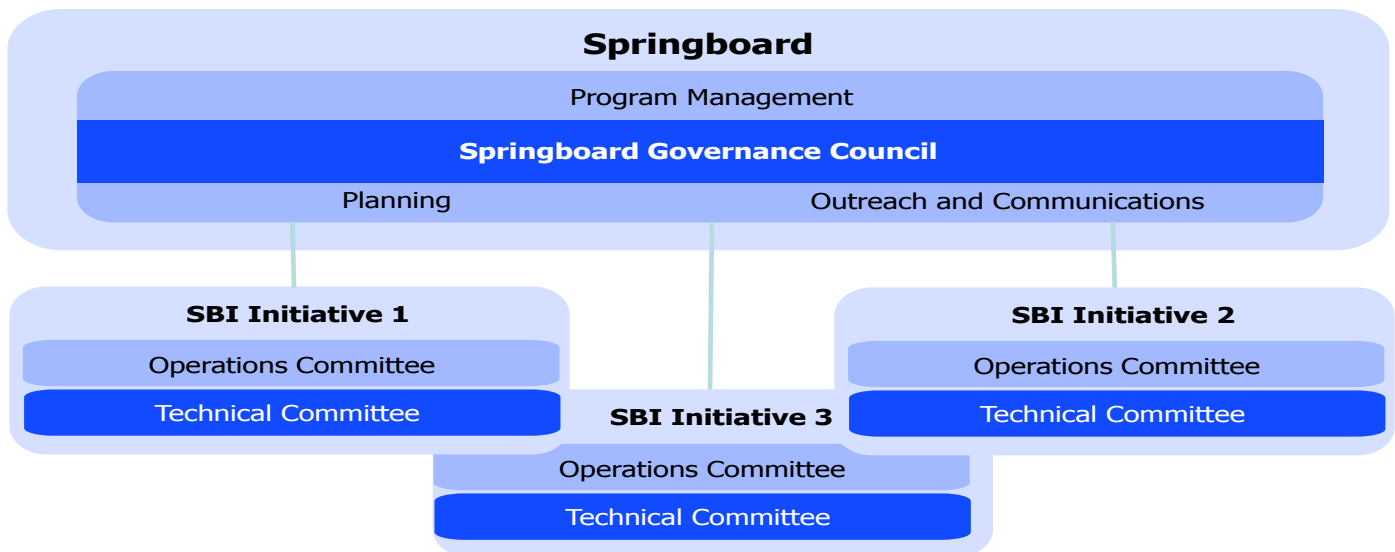 Springboard
Program Management
Springboard Governance Council
Planning
Outreach and Communications
SBI Initiative 1
Operations Committee
Technical Committee
SBI Initiative 2
Operations Committee
Technical Committee
SBI Initiative 3
Operations Committee
Technical Committee